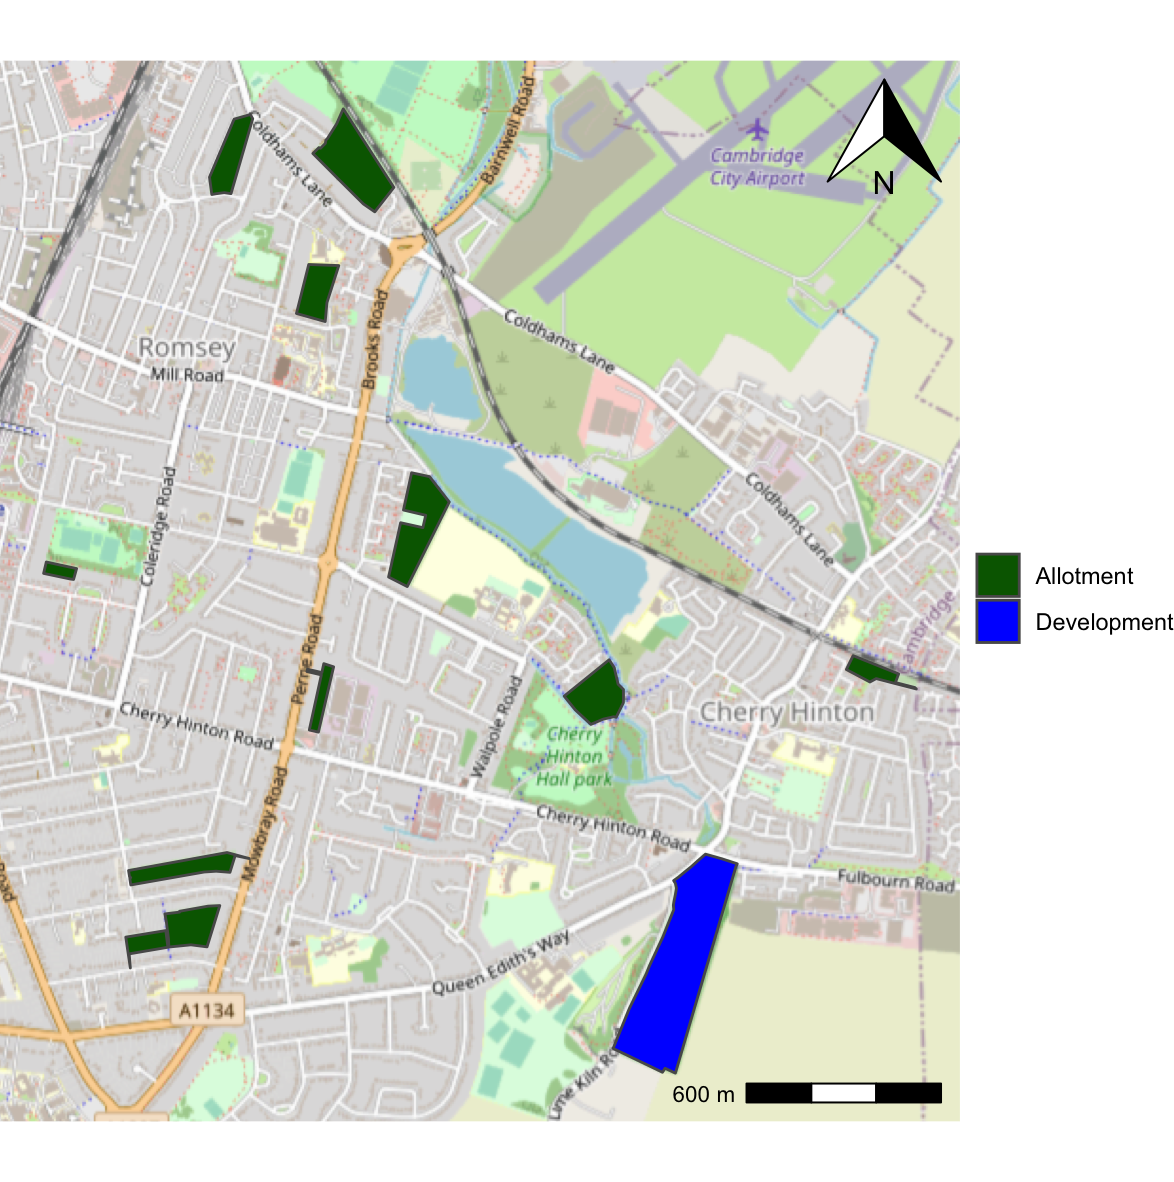 Barnwell Road
Coldhams Lane
Cambridge
City Airport
N
Brooks Road
Coldhams Lane
Romsey
Mill Road
Coleridge Road
Coldhams Lane
Allotment
Development
Cambridge
Perne Road
Walpole Road
Cherry Hinton
Cherry Hinton Road
Cherry
Hinton
Hall park
Mowbray Road
Cherry Hinton Road
Fulbourn Road
Queen Edith's Way
A1134
Lime Kiln Road
600 m